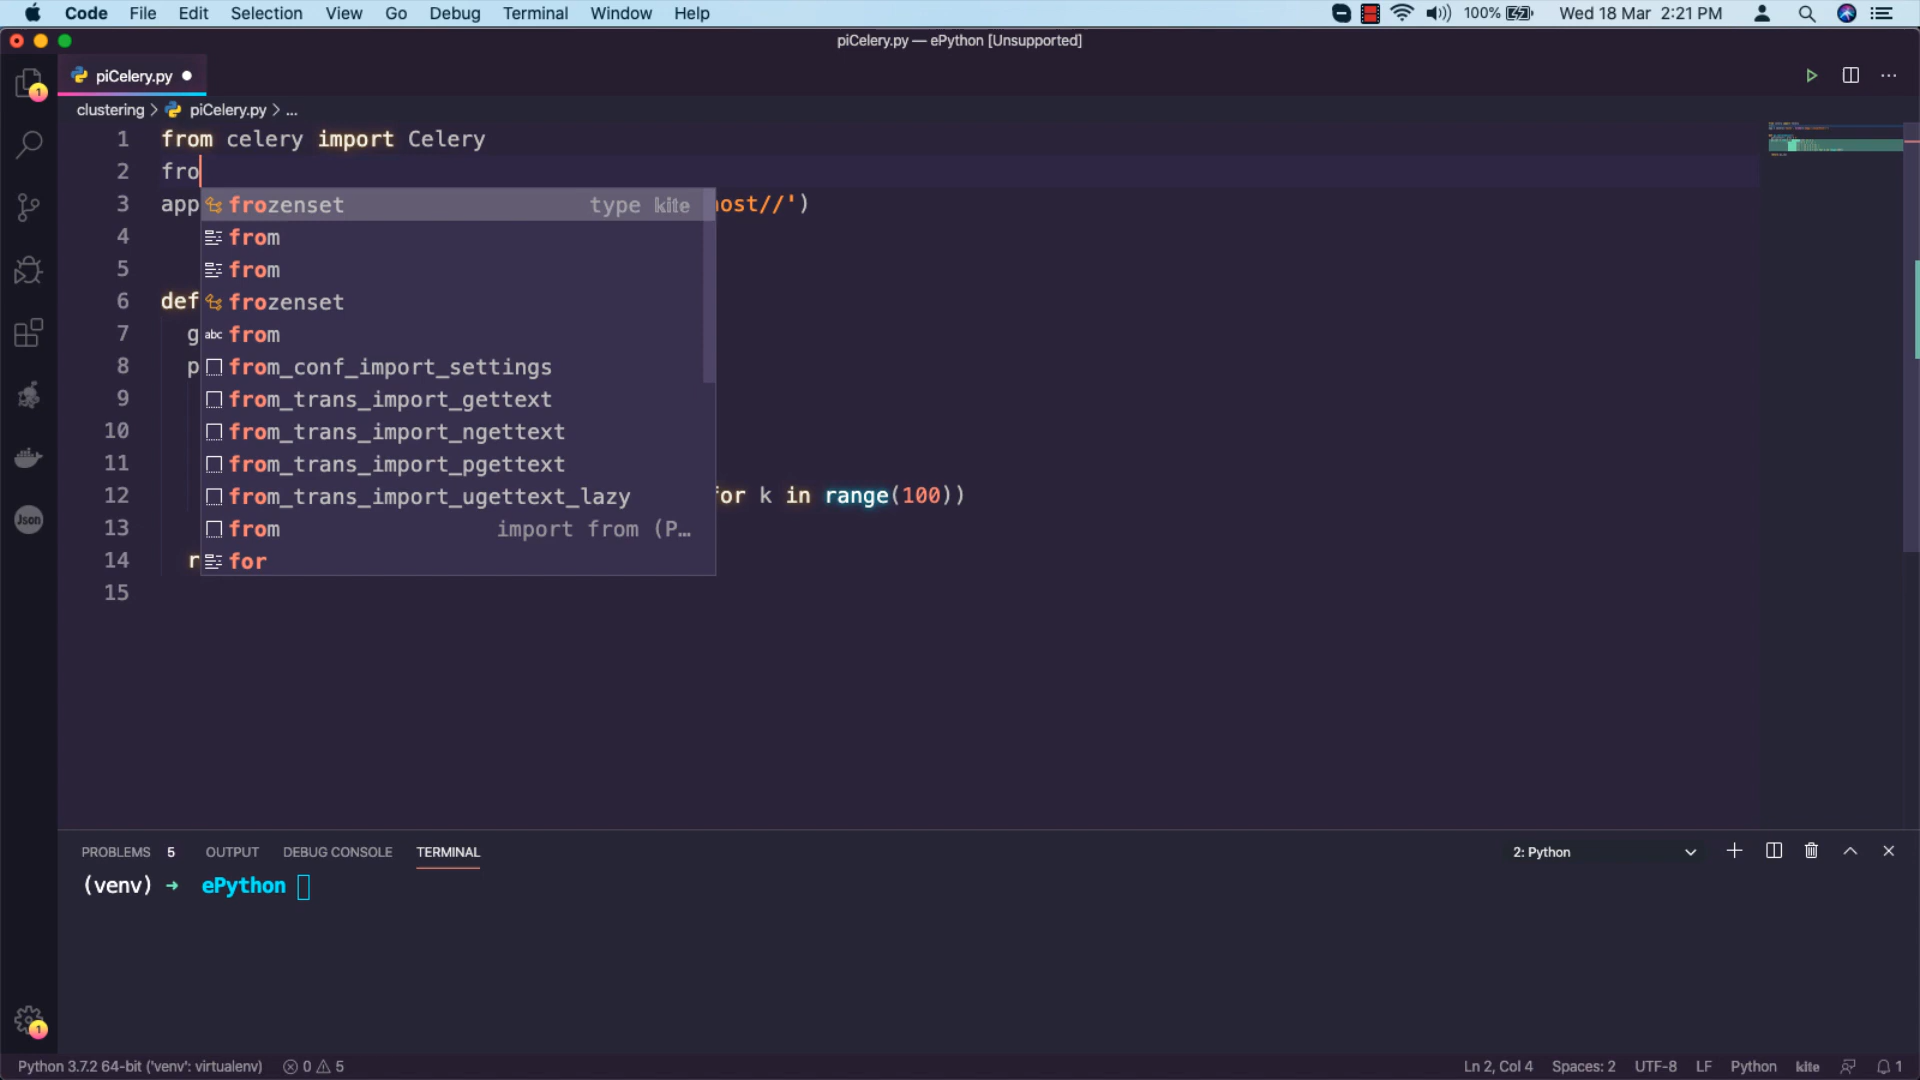 Code File Edit Selection View Go Debug Terminal Window Help 100% Wed 18 Mar 2:21 PM
piCelery.py — ePython [Unsupported]
piCelery.py
clustering > piCelery.py > ...
1 from celery import Celery
2 fro
3 app ost//')
frozenset type kite
4
from
5
from
6 def
frozenset
7 g
from
8 p
from_conf_import_settings
9
from_trans_import_gettext
10
from_trans_import_ngettext
11
from_trans_import_pgettext
12 for k in range(100))
from_trans_import_ugettext_lazy
13
from import from (P…
14 r
for
15
Json
1
PROBLEMS 5 OUTPUT DEBUG CONSOLE TERMINAL 2: Python
(venv) → ePython
1
Python 3.7.2 64-bit ('venv': virtualenv) 0 5 Ln 2, Col 4 Spaces: 2 UTF-8 LF Python kite 1